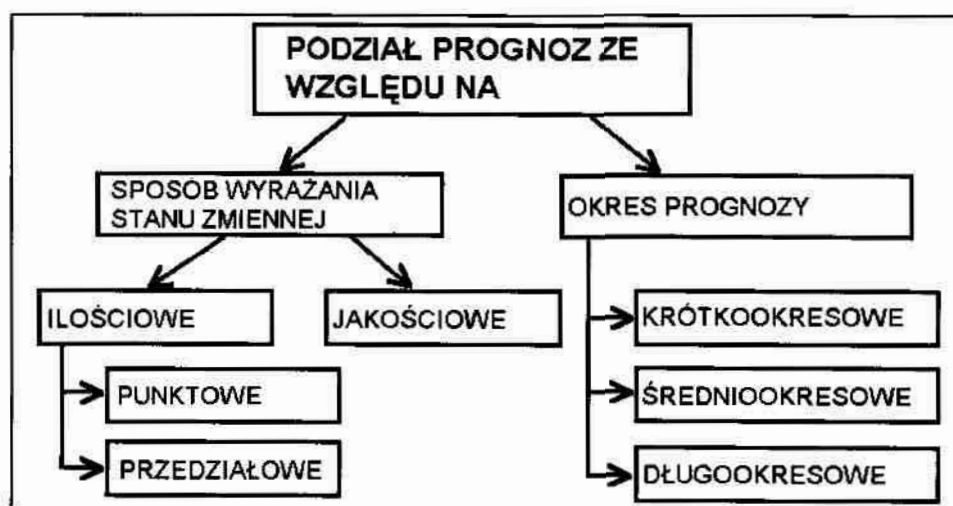 PODZIAŁ PROGNOZ ZE
WZGLĘDU NA
SPOSÓB WYRAŻANIA
STANU ZMIENNEJ
OKRES PROGNOZY
ILOŚCIOWE
JAKOŚCIOWE
KRÓTKOOKRESOWE
PUNKTOWE
ŚREDNIOOKRESOWE
PRZEDZIAŁOWE
DŁUGOOKRESOWE